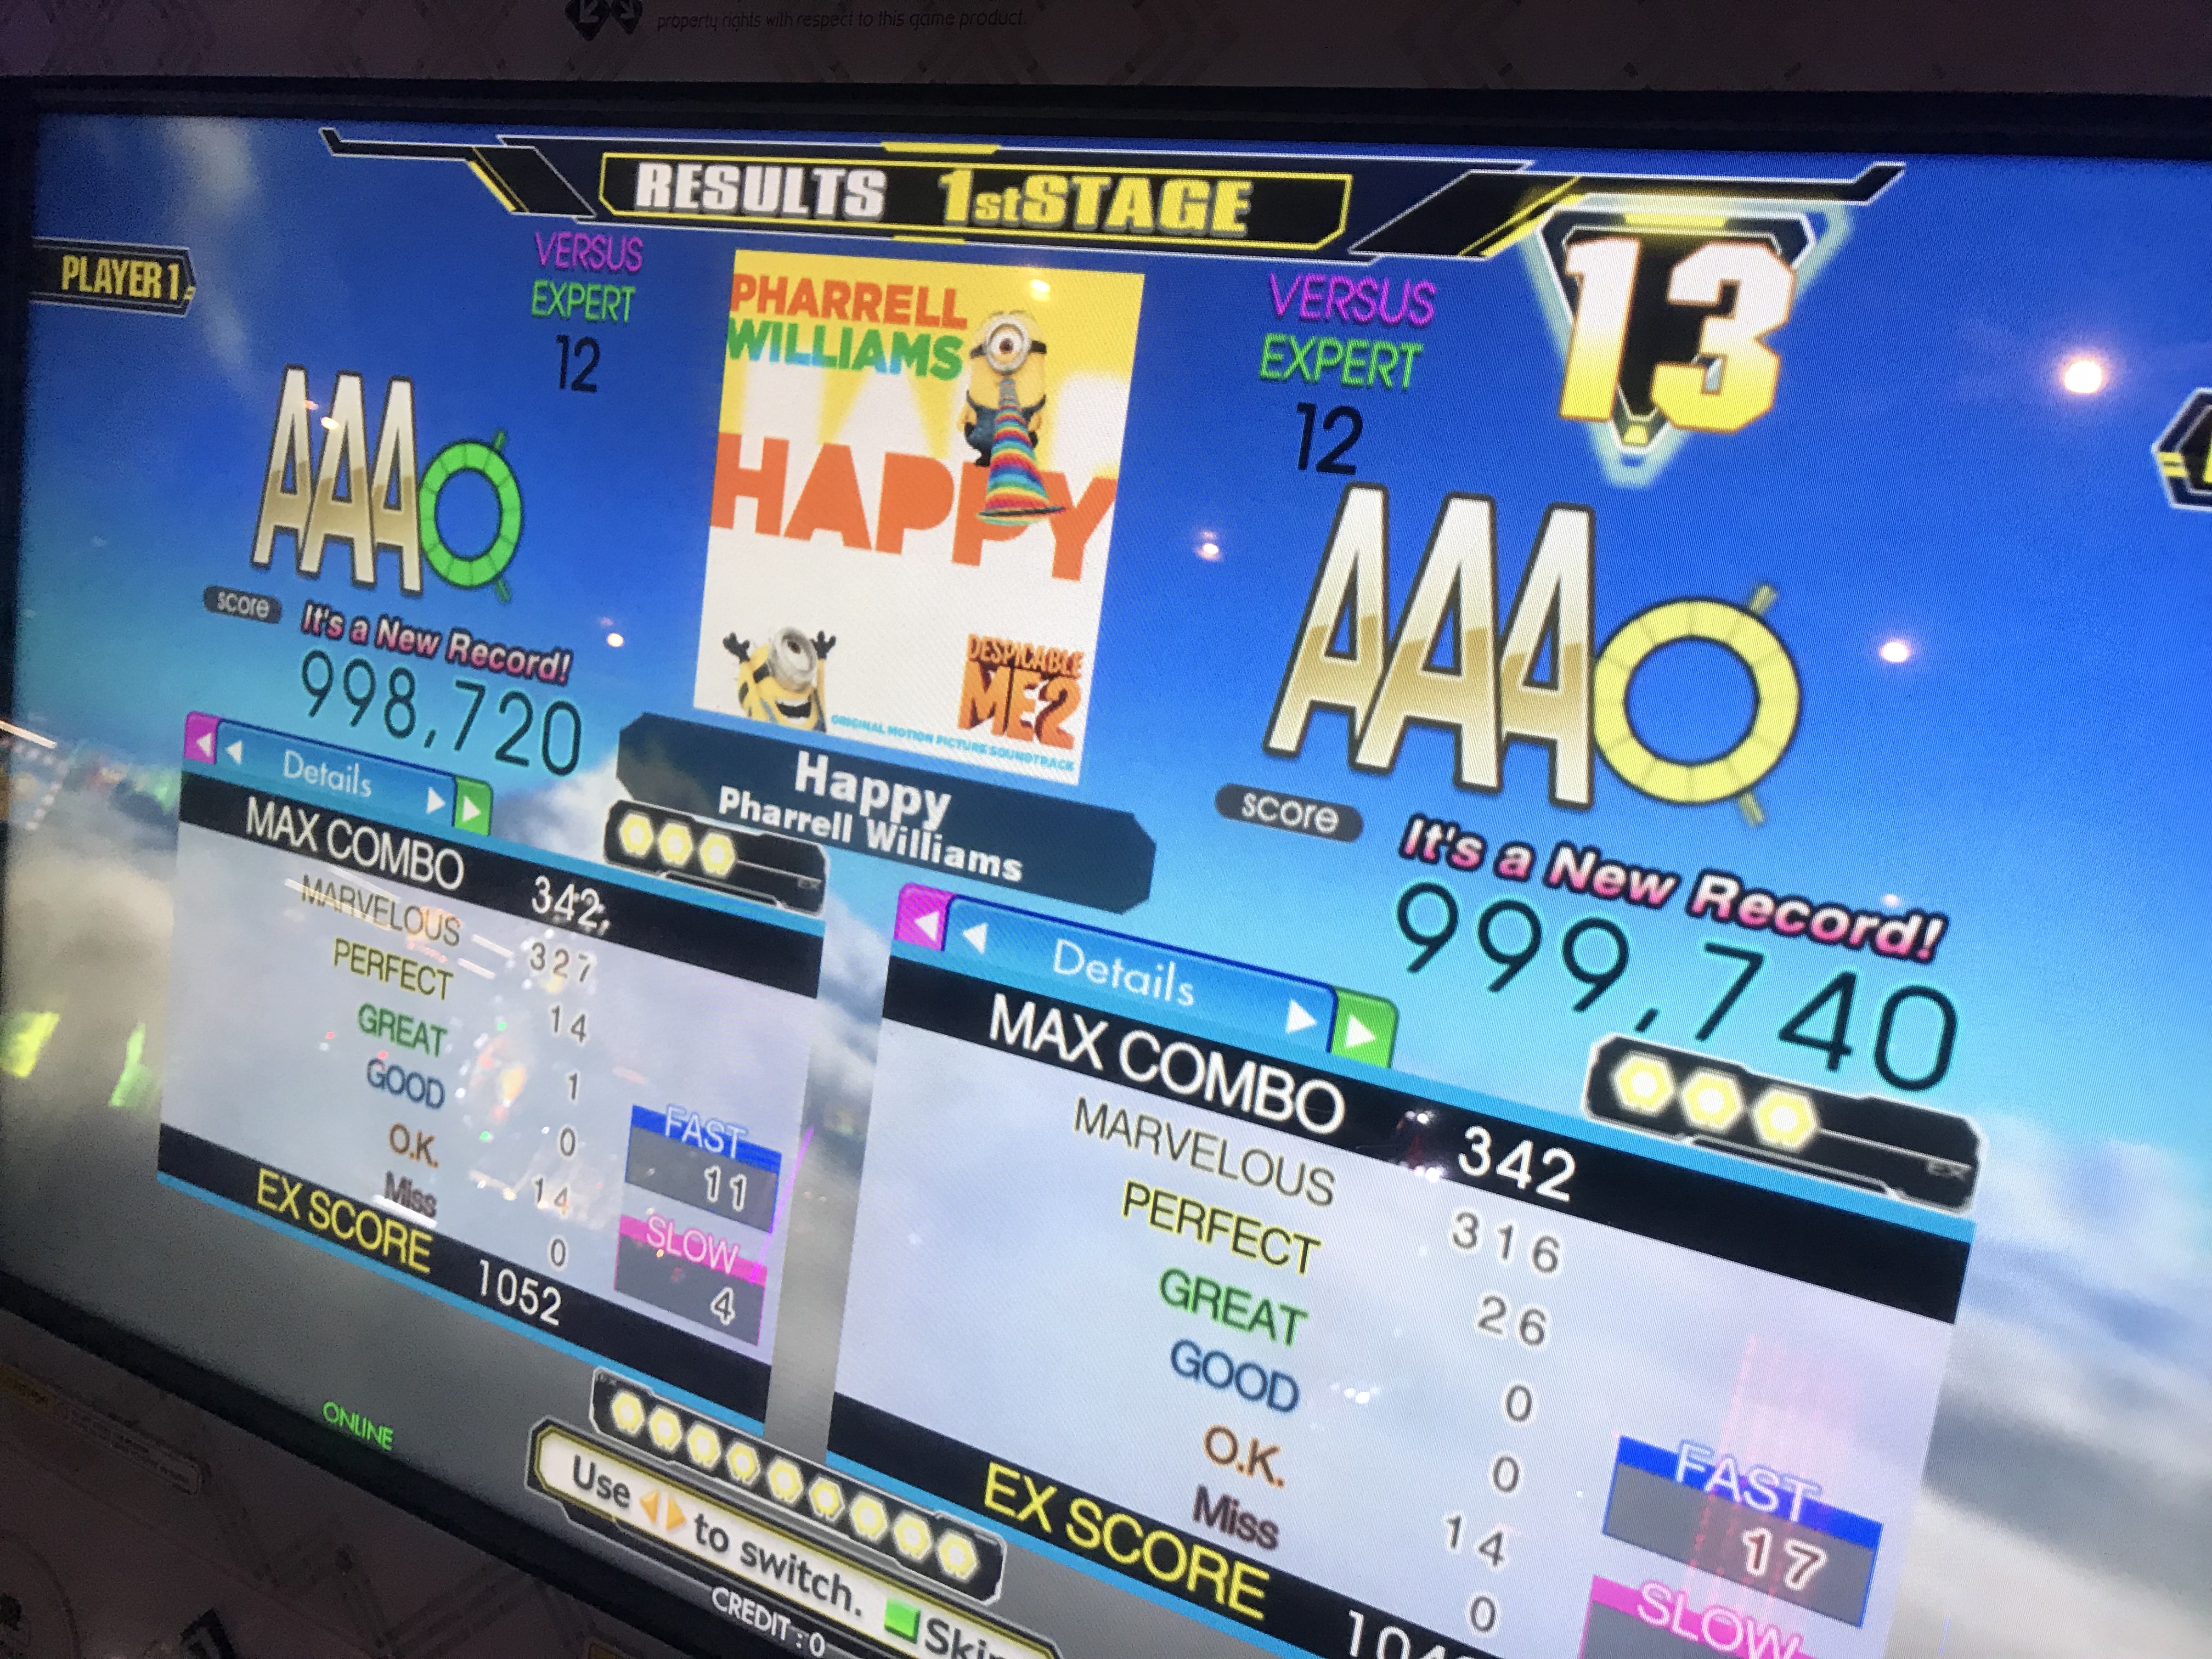 property rights with respect to this game product.
RESULTS 1stSTAGE
PLAYER 1
VERSUS
EXPERT
12
AAA
score
It's a New Record!
998,720
Details
MAX COMBO 342
MARVELOUS 327
PERFECT 14
GREAT 1
GOOD 0
O.K. 14
Miss 0
EX SCORE 1052
FAST
11
SLOW
4
PHARRELL
WILLIAMS
HAPPY
DESPICABLE
ME2
ORIGINAL MOTION PICTURE SOUNDTRACK
Happy
Pharrell Williams
EX
VERSUS
EXPERT
12
13
AAA
score
It's a New Record!
999,740
EX
Details
MAX COMBO 342
MARVELOUS 316
PERFECT 26
GREAT 0
GOOD 0
O.K. 14
Miss 0
EX SCORE
FAST
17
SLOW
ONLINE
Use to switch.
CREDIT : 0